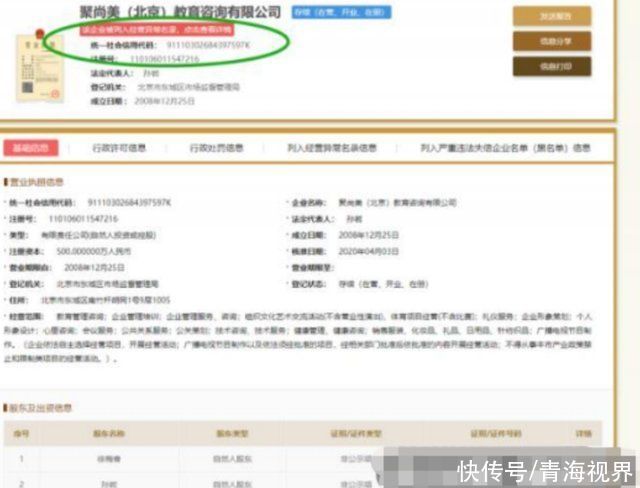 聚尚美（北京）教育咨询有限公司
存续（在营、开业、在册）
发送报告
该企业被列入经营异常名录，点击查看详情
信息分享
统一社会信用代码： 91110302684397597K
注册号： 110106011547216
信息打印
法定代表人：
登记机关： 北京市东城区市场监督管理局
成立日期： 2008年12月25日
基础信息 行政许可信息 行政处罚信息 列入经营异常名录信息 列入严重违法失信企业名单（黑名单）信息
营业执照信息
· 统一社会信用代码： 91110302684397597K · 企业名称： 聚尚美（北京）教育咨询有限公司
· 注册号： 110106011547216 · 法定代表人：
· 类型： 有限责任公司(自然人投资或控股) · 成立日期： 2008年12月25日
· 注册资本： 500.000000万人民币 · 核准日期： 2020年04月03日
· 营业期限自： 2008年12月25日 · 营业期限至：
· 登记机关： 北京市东城区市场监督管理局 · 登记状态： 存续（在营、开业、在册）
· 住所： 北京市东城区南竹杆胡同1号9层1005
· 经营范围： 教育管理咨询；企业管理培训；企业管理服务、咨询；组织文化艺术交流活动(不含营业性演出)、体育项目经营(不含比赛)；礼仪服务；企业形象策划；个人
形象设计；心星咨询；会议服务；公共关系服务；公关策划；技术咨询、技术服务；健康管理、健康咨询；销售服装、化妆品、礼品、日用品、针纺织品；广播电视节目制
作。（企业依法自主选择经营项目，开展经营活动；广播电视节目制作以及依法须经批准的项目，经相关部门批准后依批准的内容开展经营活动；不得从事本市产业政策禁
止和限制类项目的经营活动。）
股东及出资信息
序号 股东名称 股东类型 证照/证件类型 证照/证件号码 详情
1 自然人股东 非公示项
2 自然人股东 非公示项
快传号/青海视界